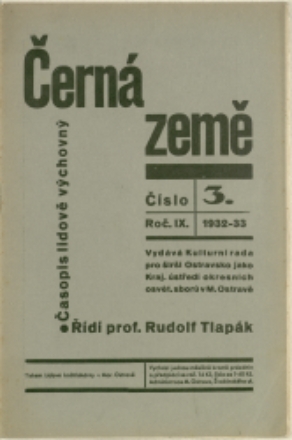 Černá
země
Časopis lidově výchovný
Číslo 3.
Roč. IX. 1932-33
Vydává Kulturní rada
pro širší Ostravsko jako
Kraj. ústředí okresních
osvět. sborů v M. Ostravě
Řídí prof. Rudolf Tlapák